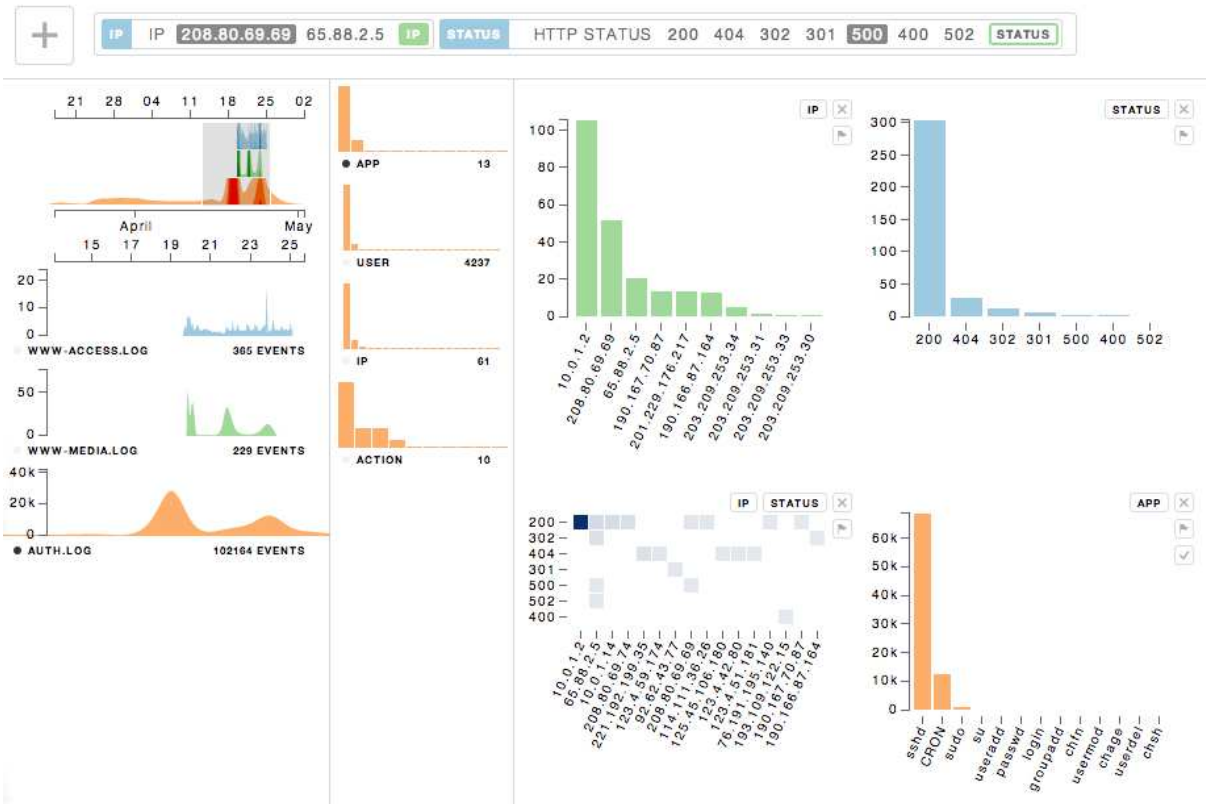 IP IP 208.80.69.69 65.88.2.5 IP STATUS HTTP STATUS 200 404 302 301 500 400 502 STATUS
21 28 04 11 18 25 02
April May
15 17 19 21 23 25
20
10
0
WWW-ACCESS.LOG 365 EVENTS
50
0
WWW-MEDIA.LOG 229 EVENTS
40k
20k
0
AUTH.LOG 102164 EVENTS
APP 13
USER 4237
IP 61
ACTION 10
IP
100
80
60
40
20
0
10.0.1.2
208.80.69.69
65.88.2.5
190.167.70.87
201.229.176.217
190.166.87.164
203.209.253.34
203.209.253.31
203.209.253.33
203.209.253.30
STATUS
300
250
200
150
100
50
0
200 404 302 301 500 400 502
IP STATUS
200
302
404
301
500
502
400
10.0.1.2
65.88.2.5
10.0.1.14
208.80.69.74
221.192.199.35
123.4.59.174
92.62.43.77
208.80.69.69
114.111.36.26
125.45.106.180
123.4.42.80
123.4.51.181
76.191.195.140
193.109.122.15
190.167.70.87
190.166.87.164
APP
60k
50k
40k
30k
20k
10k
0
sshd
CRON
sudo
su
useradd
passwd
login
groupadd
chfn
usermod
chage
userdel
chsh